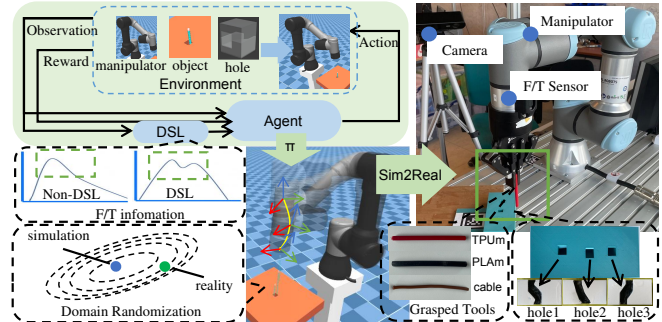 Observation
Reward
manipulator
object
hole
Environment
Action
DSL
Agent
π
Non-DSL
DSL
F/T infomation
simulation
reality
Domain Randomization
Sim2Real
Camera
Manipulator
F/T Sensor
TPUm
PLAm
cable
Grasped Tools
hole1
hole2
hole3